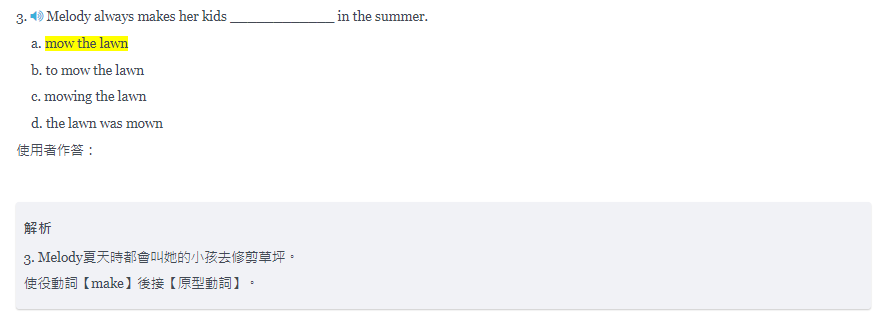 3. Melody always makes her kids _______________ in the summer.
a. mow the lawn
b. to mow the lawn
c. mowing the lawn
d. the lawn was mown
使用者作答：
解析
3. Melody夏天時都會叫她的小孩去修剪草坪。
使役動詞【make】後接【原型動詞】。